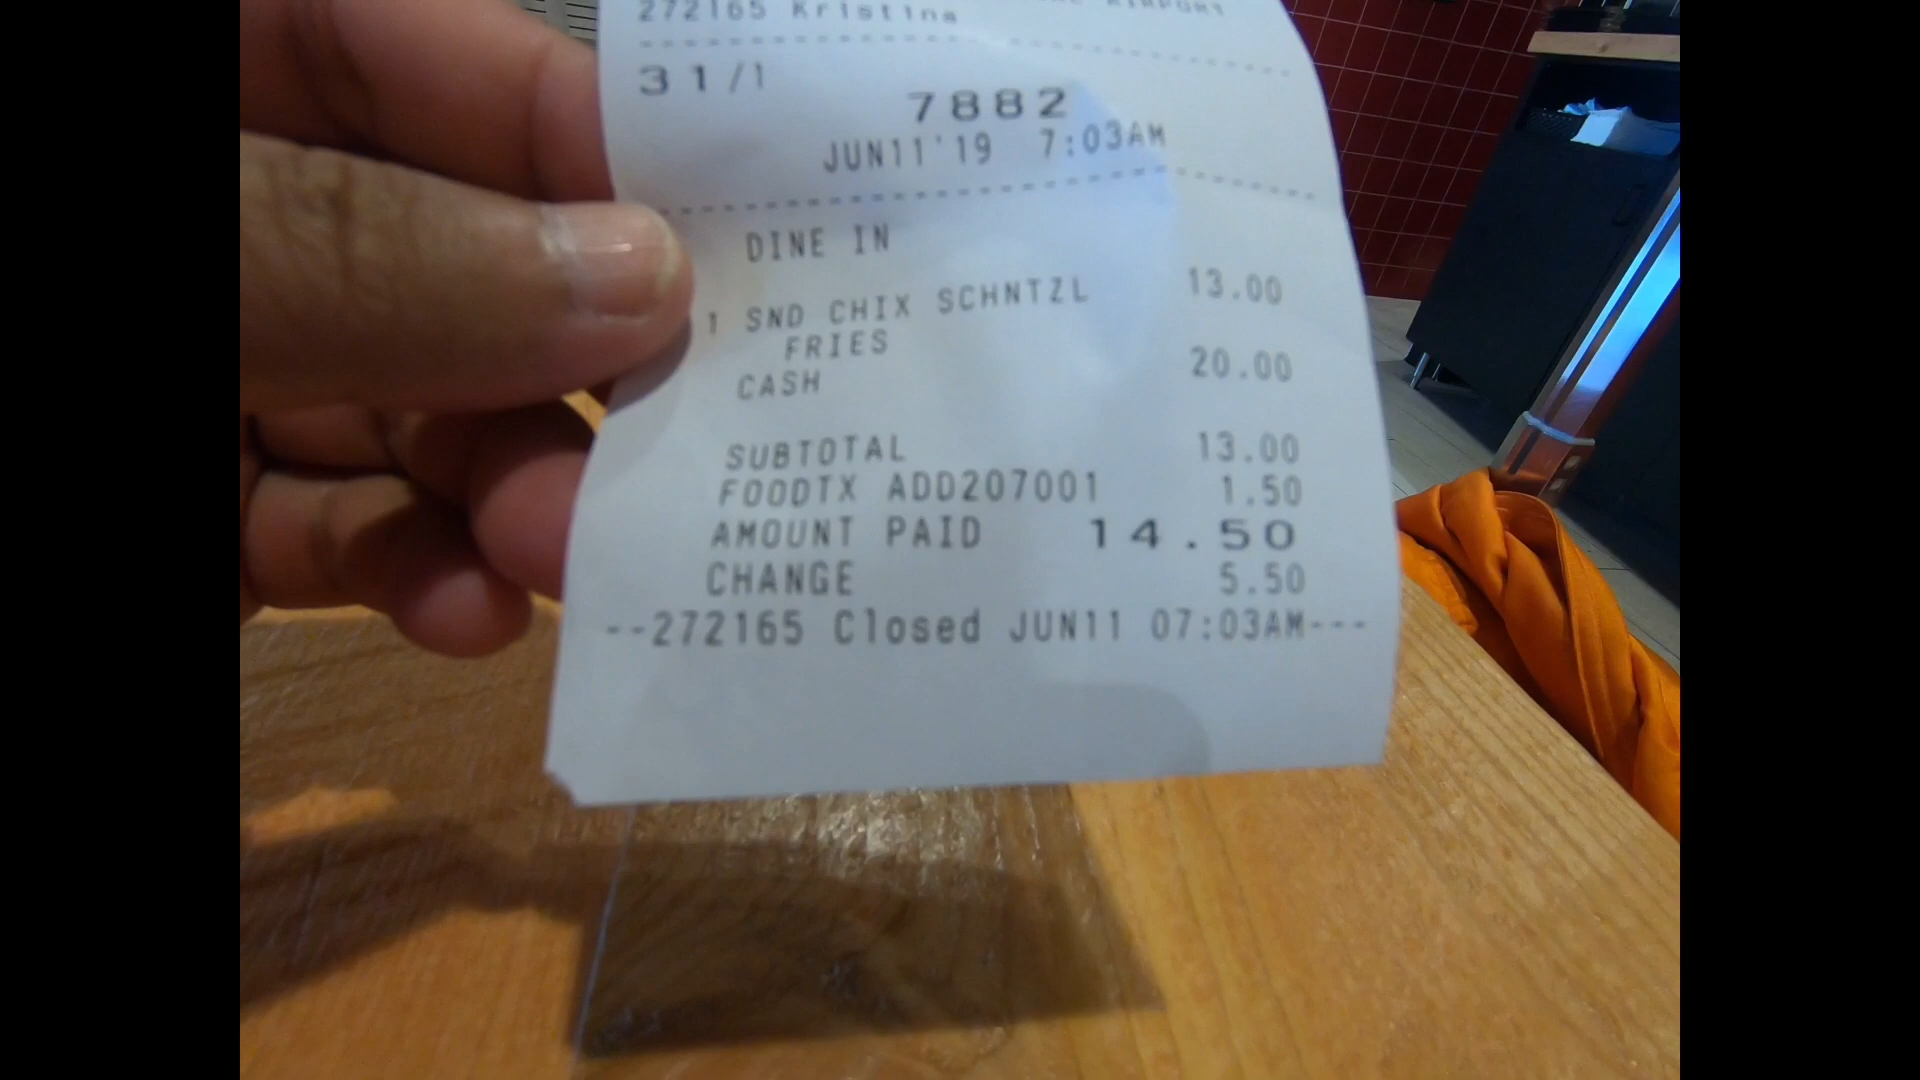 272165 Kristina AIRPORT
31/1
7882
JUN11'19 7:03AM
DINE IN
1 SND CHIX SCHNTZL 13.00
FRIES
CASH 20.00
SUBTOTAL 13.00
FOODTX ADD207001 1.50
AMOUNT PAID 14.50
CHANGE 5.50
--272165 Closed JUN11 07:03AM---